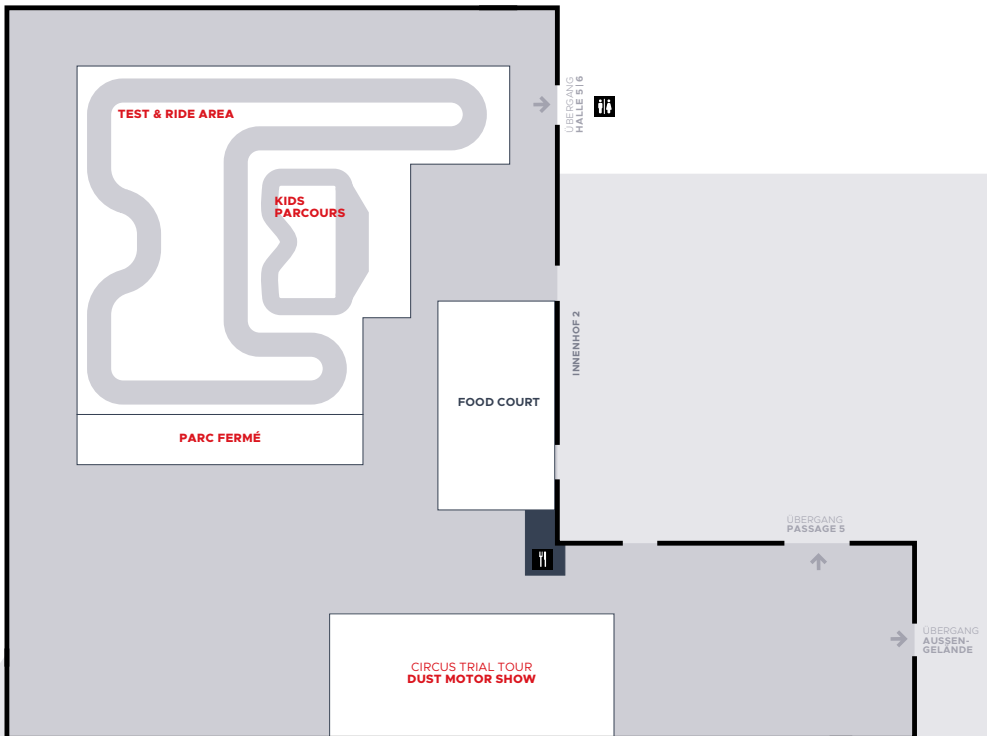 TEST & RIDE AREA
ÜBERGANG
HALLE 5|6
KIDS
PARCOURS
INNENHOF 2
FOOD COURT
PARC FERMÉ
ÜBERGANG
PASSAGE 5
ÜBERGANG
AUSSEN-
GELÄNDE
CIRCUS TRIAL TOUR
DUST MOTOR SHOW